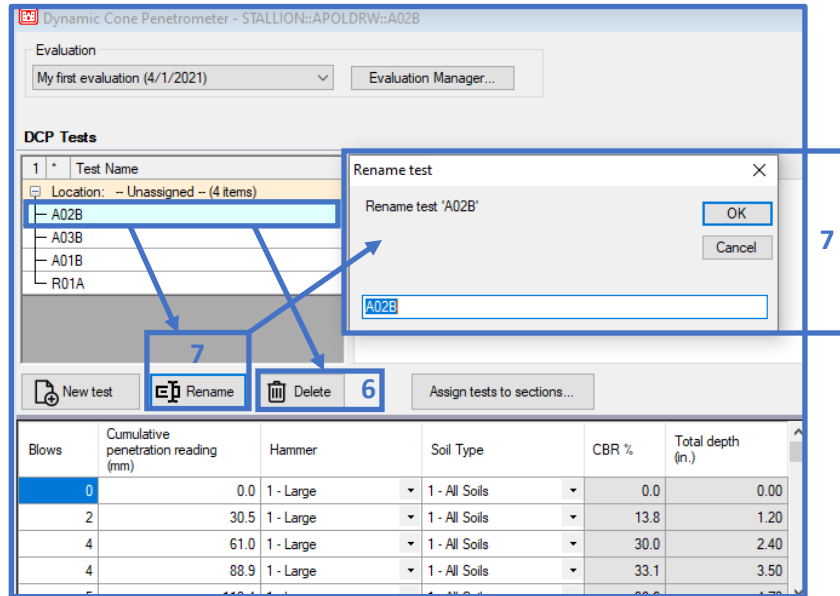 Dynamic Cone Penetrometer - STALLION::APOLDRW::A02B
Evaluation
My first evaluation (4/1/2021)
Evaluation Manager...
DCP Tests
1 * Test Name
Location: -- Unassigned -- (4 items)
A02B
A03B
A01B
R01A
Rename test
Rename test 'A02B'
OK
Cancel
A02B
7
7
New test
Rename
Delete
6
Assign tests to sections...
Blows Cumulative penetration reading (mm) Hammer Soil Type CBR % Total depth (in.)
0 0.0 1 - Large 1 - All Soils 0.0 0.00
2 30.5 1 - Large 1 - All Soils 13.8 1.20
4 61.0 1 - Large 1 - All Soils 30.0 2.40
4 88.9 1 - Large 1 - All Soils 33.1 3.50